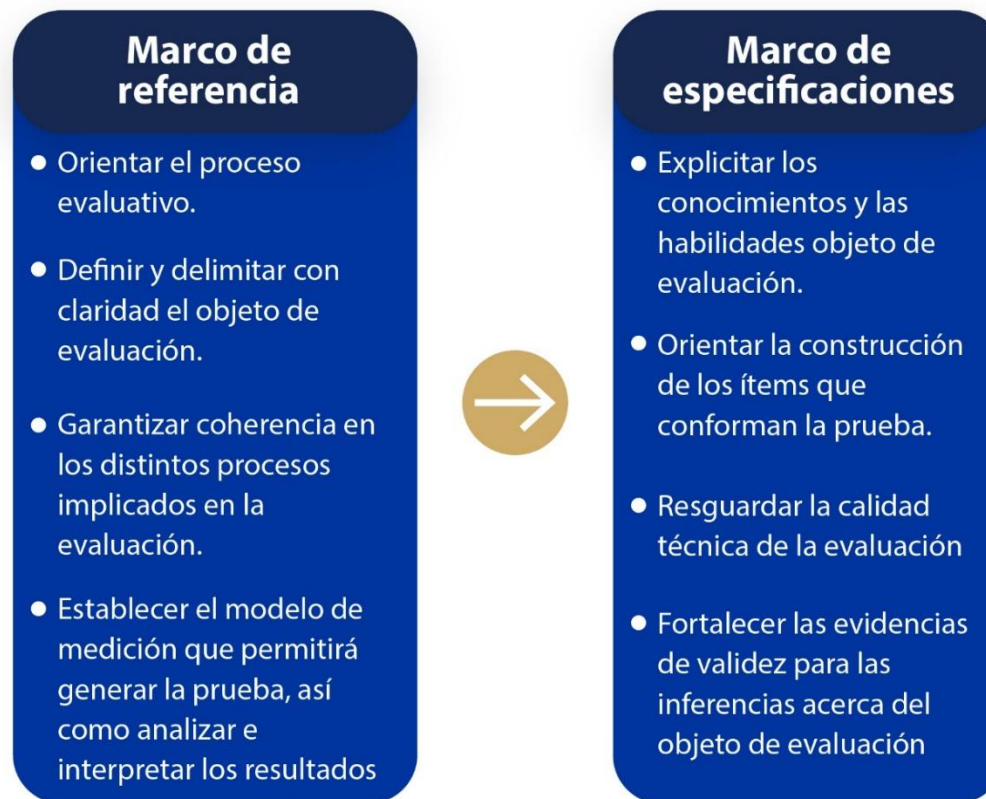 Marco de
referencia
● Orientar el proceso
evaluativo.
● Definir y delimitar con
claridad el objeto de
evaluación.
● Garantizar coherencia en
los distintos procesos
implicados en la
evaluación.
● Establecer el modelo de
medición que permitirá
generar la prueba, así
como analizar e
interpretar los resultados
Marco de
especificaciones
● Explicitar los
conocimientos y las
habilidades objeto de
evaluación.
● Orientar la construcción
de los ítems que
conforman la prueba.
● Resguardar la calidad
técnica de la evaluación
● Fortalecer las evidencias
de validez para las
inferencias acerca del
objeto de evaluación